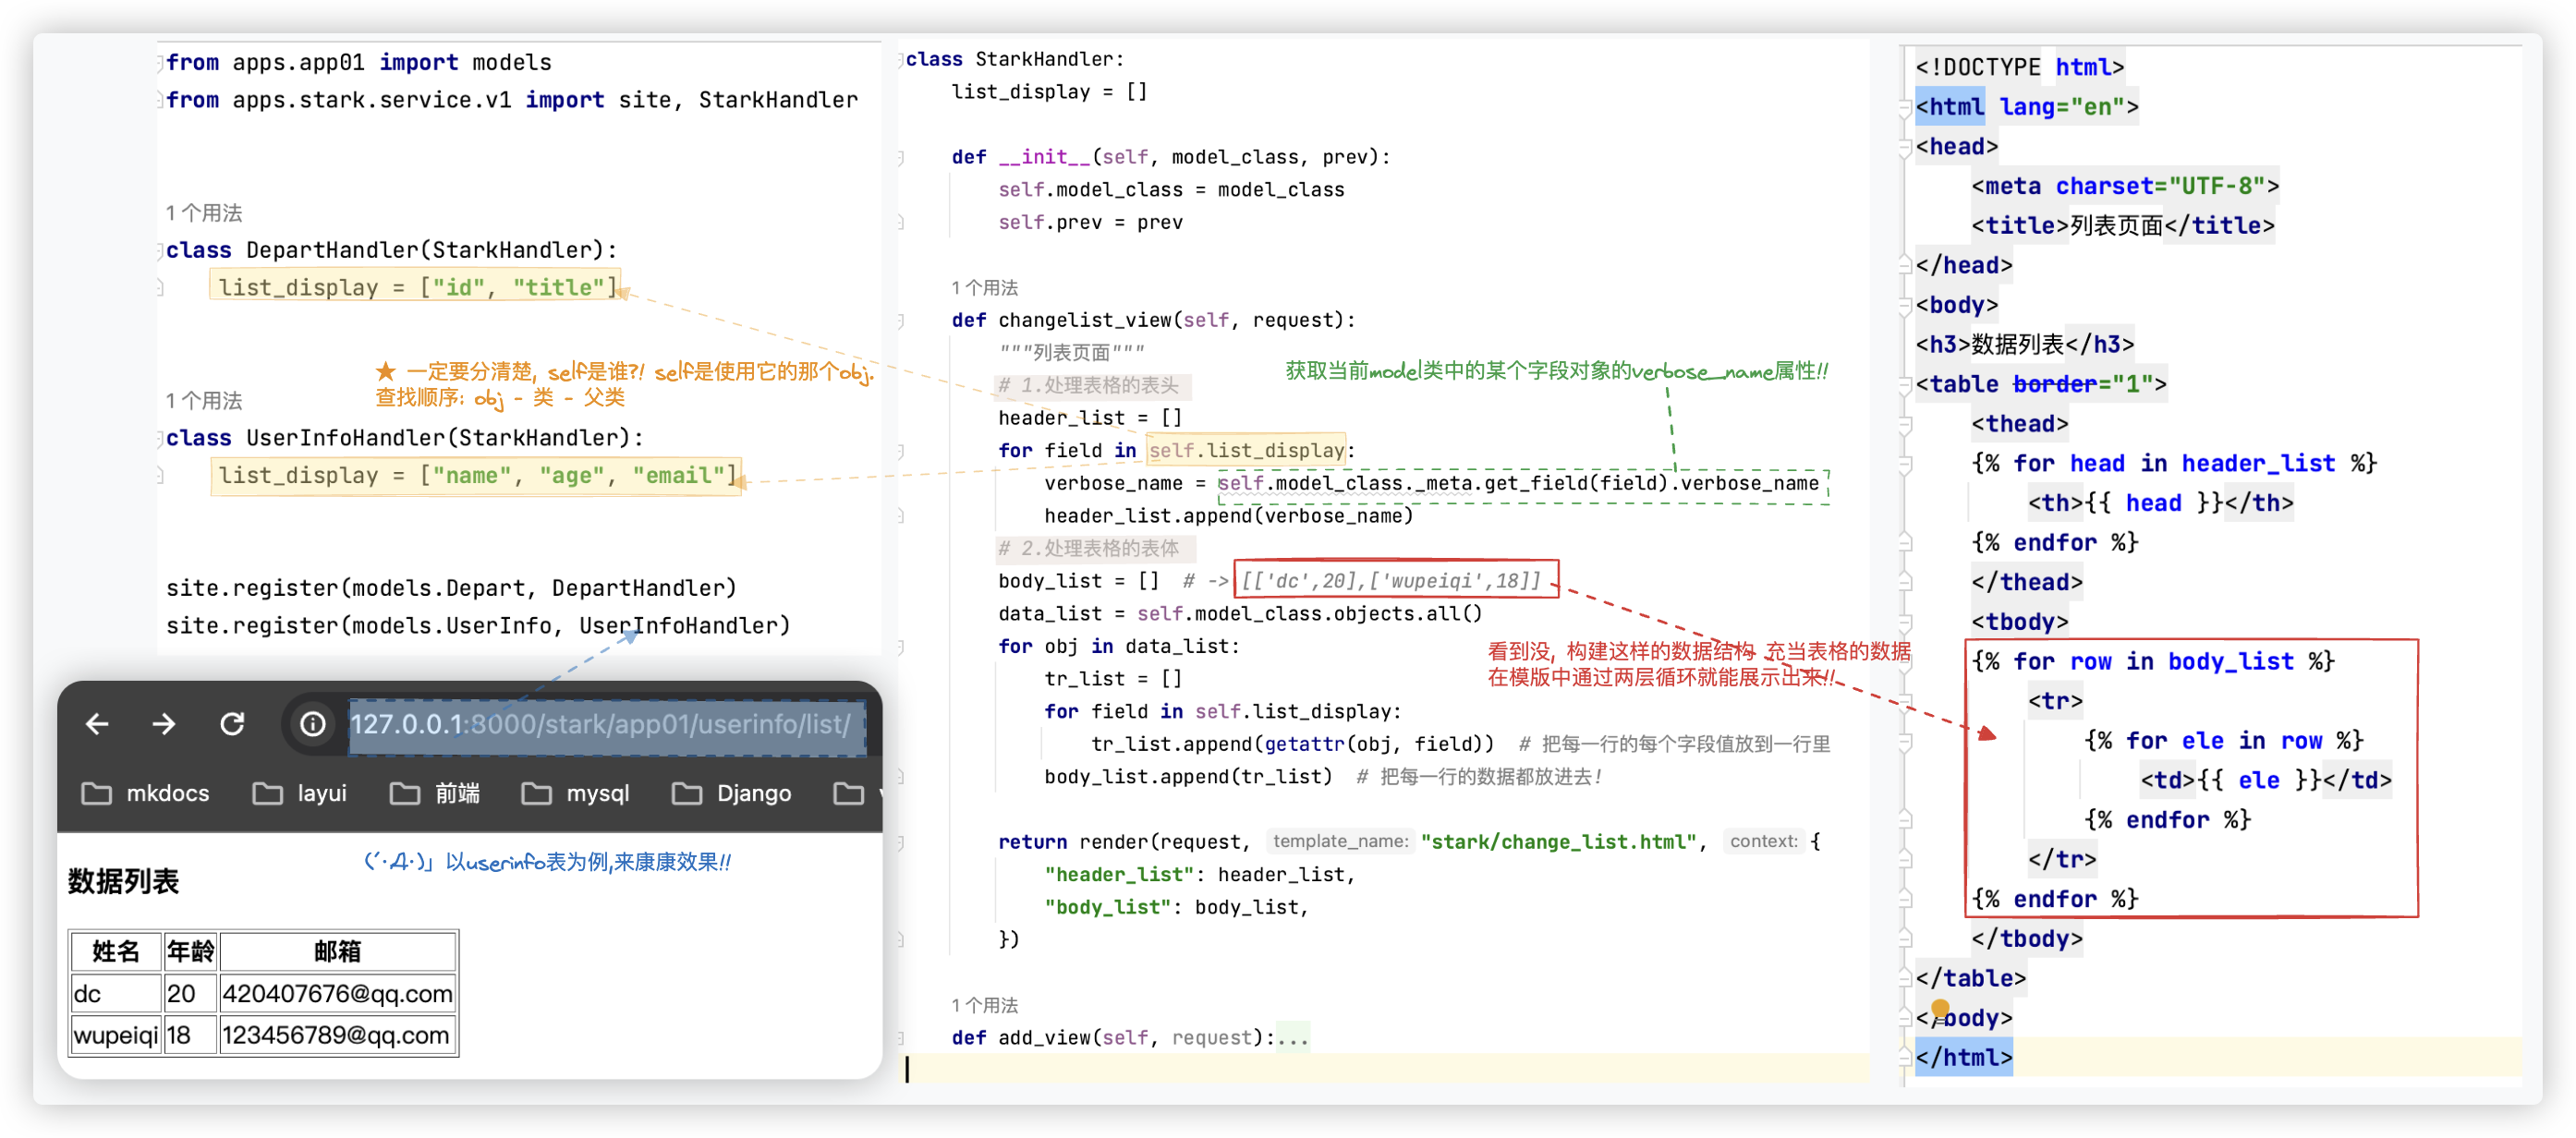 from apps.app01 import models
from apps.stark.service.v1 import site, StarkHandler
1 个用法
class DepartHandler(StarkHandler):
list_display = ["id", "title"]
★ 一定要分清楚, self是谁?! self是使用它的那个obj.
查找顺序: obj - 类 - 父类
1 个用法
class UserInfoHandler(StarkHandler):
list_display = ["name", "age", "email"]
site.register(models.Depart, DepartHandler)
site.register(models.UserInfo, UserInfoHandler)
127.0.0.1:8000/stark/app01/userinfo/list/
mkdocs layui 前端 mysql Django
(´·Д·)」以userinfo表为例,来康康效果!!
数据列表
姓名 年龄 邮箱
dc 20 420407676@qq.com
wupeiqi 18 123456789@qq.com
class StarkHandler:
list_display = []
def __init__(self, model_class, prev):
self.model_class = model_class
self.prev = prev
1 个用法
def changelist_view(self, request):
"""列表页面"""
获取当前model类中的某个字段对象的verbose_name属性!!
# 1.处理表格的表头
header_list = []
for field in self.list_display:
verbose_name = self.model_class._meta.get_field(field).verbose_name
header_list.append(verbose_name)
# 2.处理表格的表体
body_list = [] # -> [['dc',20],['wupeiqi',18]]
data_list = self.model_class.objects.all()
for obj in data_list:
看到没, 构建这样的数据结构 充当表格的数据
在模版中通过两层循环就能展示出来!!
tr_list = []
for field in self.list_display:
tr_list.append(getattr(obj, field)) # 把每一行的每个字段值放到一行里
body_list.append(tr_list) # 把每一行的数据都放进去!
return render(request, template_name: "stark/change_list.html", context: {
"header_list": header_list,
"body_list": body_list,
})
1 个用法
def add_view(self, request):...
<!DOCTYPE html>
<html lang="en">
<head>
<meta charset="UTF-8">
<title>列表页面</title>
</head>
<body>
<h3>数据列表</h3>
<table border="1">
<thead>
{% for head in header_list %}
<th>{{ head }}</th>
{% endfor %}
</thead>
<tbody>
{% for row in body_list %}
<tr>
{% for ele in row %}
<td>{{ ele }}</td>
{% endfor %}
</tr>
{% endfor %}
</tbody>
</table>
</body>
</html>